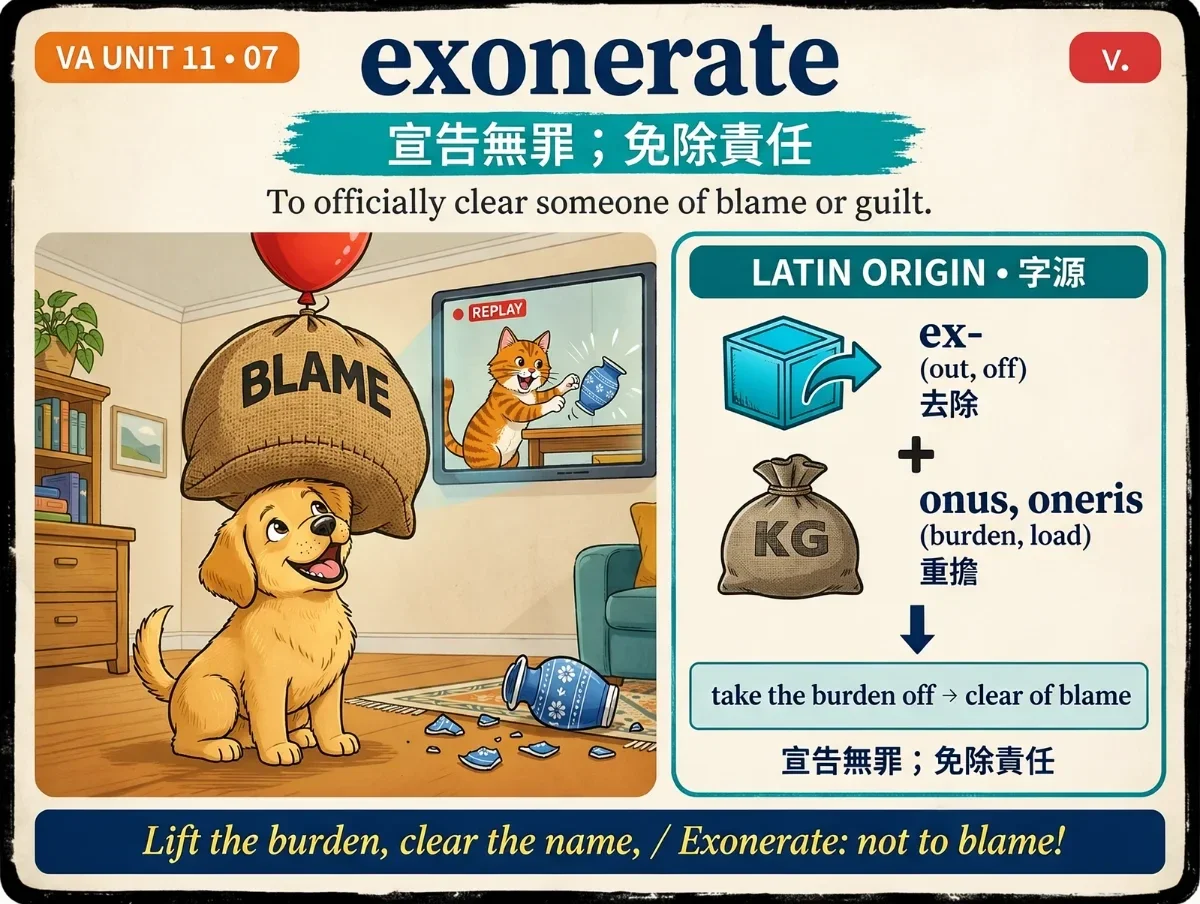 VA UNIT 11 • 07
exonerate
v.
宣告無罪；免除責任
To officially clear someone of blame or guilt.
BLAME
REPLAY
LATIN ORIGIN • 字源
ex-
(out, off)
去除
+
KG
onus, oneris
(burden, load)
重擔
take the burden off → clear of blame
宣告無罪；免除責任
Lift the burden, clear the name, / Exonerate: not to blame!